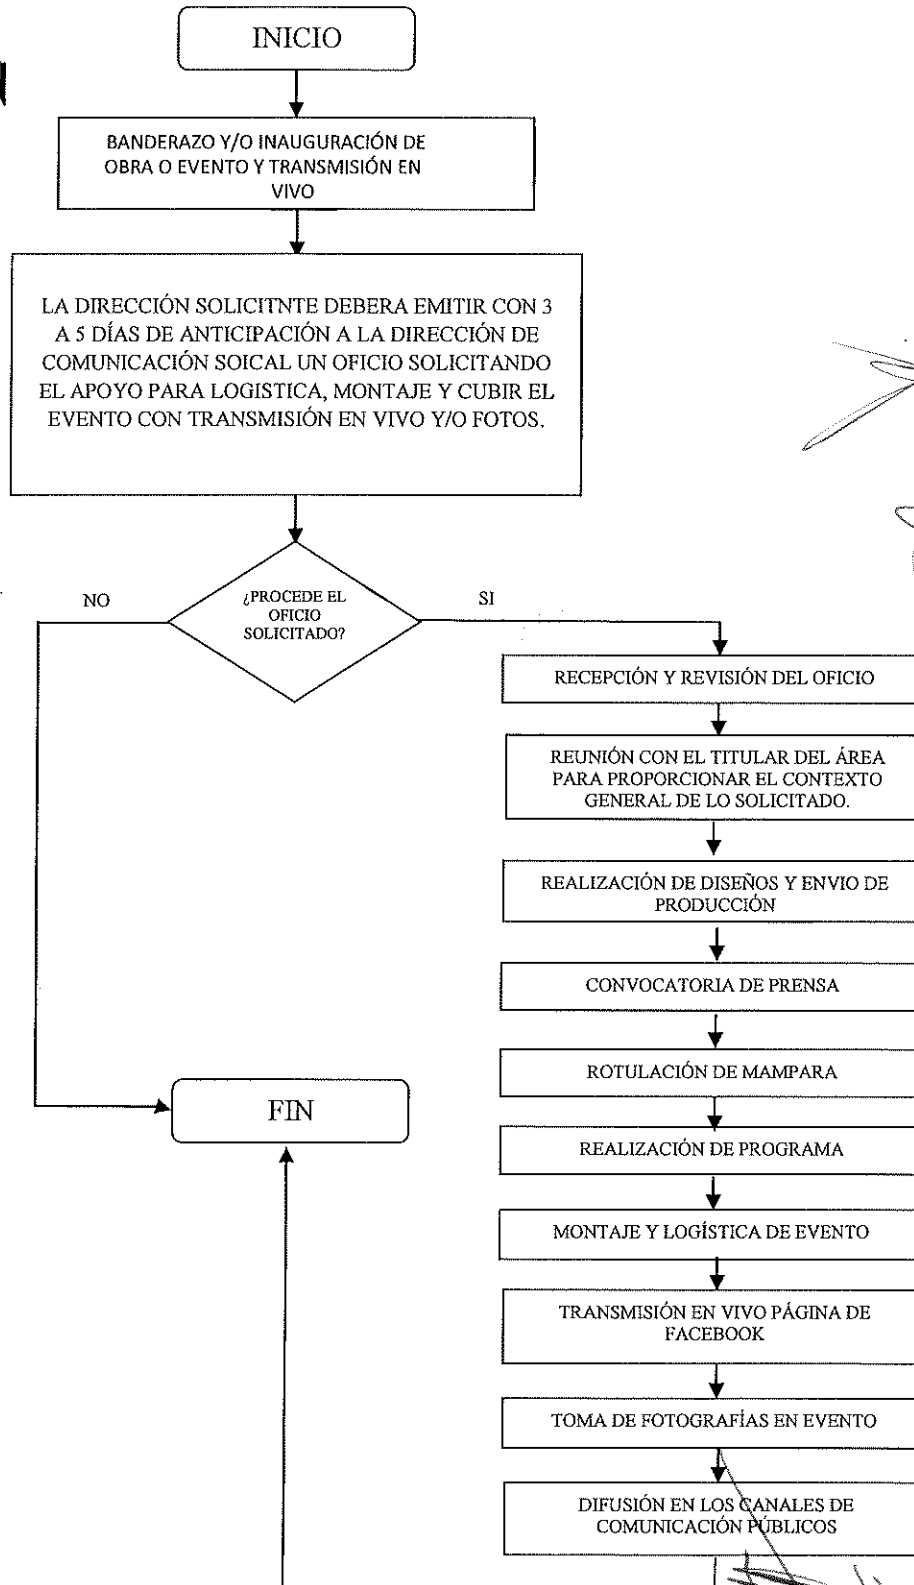 INICIO
BANDERAZO Y/O INAUGURACIÓN DE
OBRA O EVENTO Y TRANSMISIÓN EN
VIVO
LA DIRECCIÓN SOLICITNTE DEBERA EMITIR CON 3
A 5 DÍAS DE ANTICIPACIÓN A LA DIRECCIÓN DE
COMUNICACIÓN SOICAL UN OFICIO SOLICITANDO
EL APOYO PARA LOGISTICA, MONTAJE Y CUBIR EL
EVENTO CON TRANSMISIÓN EN VIVO Y/O FOTOS.
¿PROCEDE EL
OFICIO
SOLICITADO?
NO
SI
RECEPCIÓN Y REVISIÓN DEL OFICIO
REUNIÓN CON EL TITULAR DEL ÁREA
PARA PROPORCIONAR EL CONTEXTO
GENERAL DE LO SOLICITADO.
REALIZACIÓN DE DISEÑOS Y ENVIO DE
PRODUCCIÓN
CONVOCATORIA DE PRENSA
ROTULACIÓN DE MAMPARA
REALIZACIÓN DE PROGRAMA
MONTAJE Y LOGÍSTICA DE EVENTO
TRANSMISIÓN EN VIVO PÁGINA DE
FACEBOOK
TOMA DE FOTOGRAFÍAS EN EVENTO
DIFUSIÓN EN LOS CANALES DE
COMUNICACIÓN PÚBLICOS
FIN